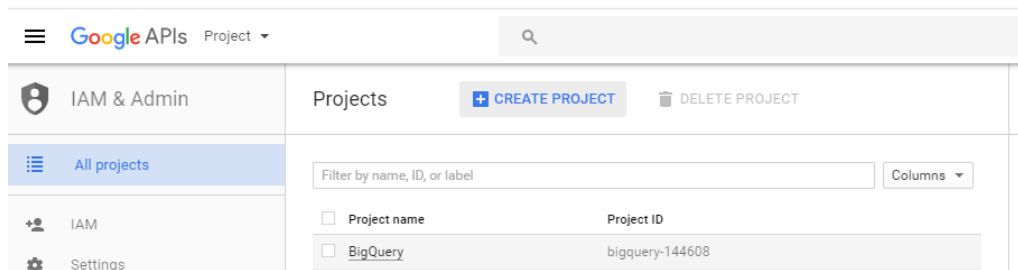 Google APIs Project
IAM & Admin
Projects CREATE PROJECT DELETE PROJECT
All projects
Filter by name, ID, or label Columns
Project name Project ID
IAM
BigQuery bigquery-144608
Settings